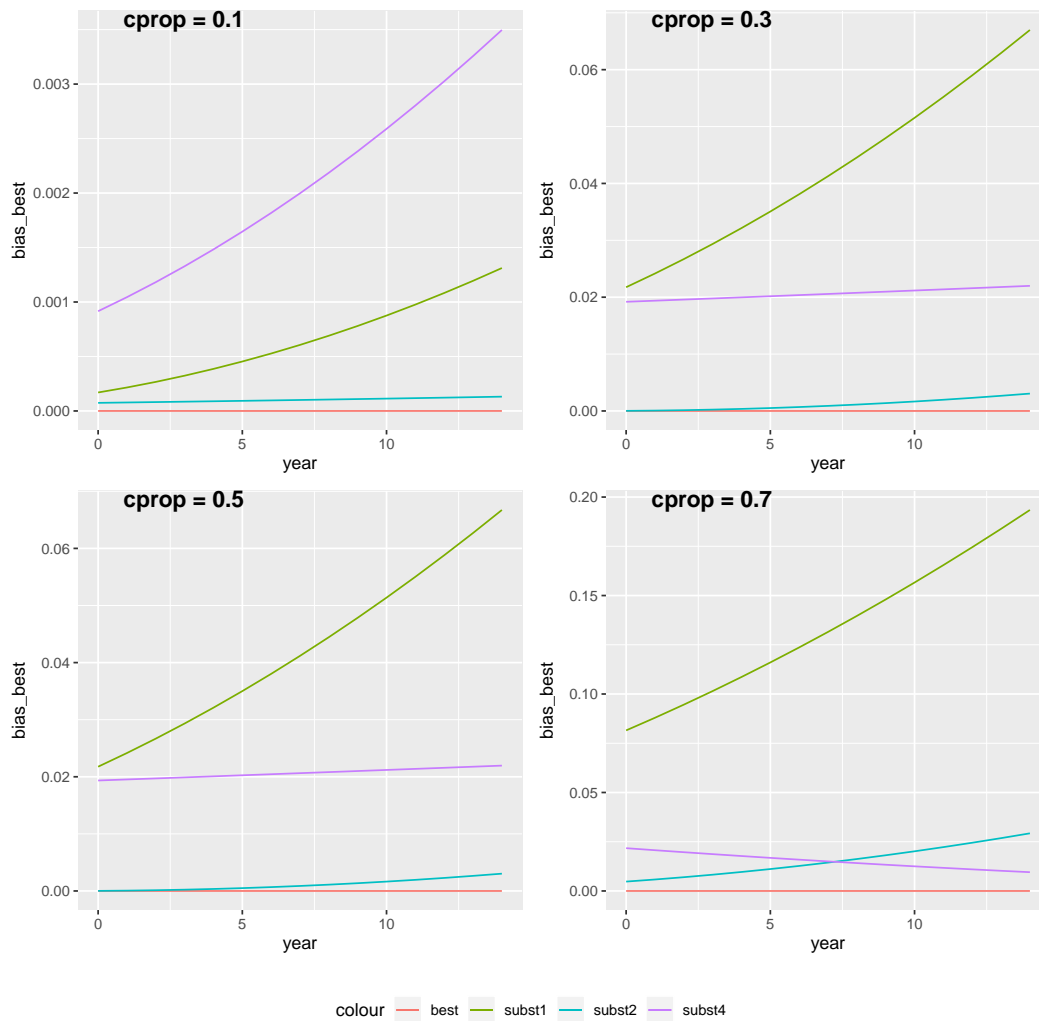 cprop = 0.1
0.003
0.002
0.001
0.000
bias_best
0
5
10
year
cprop = 0.3
0.06
0.04
0.02
0.00
bias_best
0
5
10
year
cprop = 0.5
0.06
0.04
0.02
0.00
bias_best
0
5
10
year
cprop = 0.7
0.20
0.15
0.10
0.05
0.00
bias_best
0
5
10
year
colour best subst1 subst2 subst4